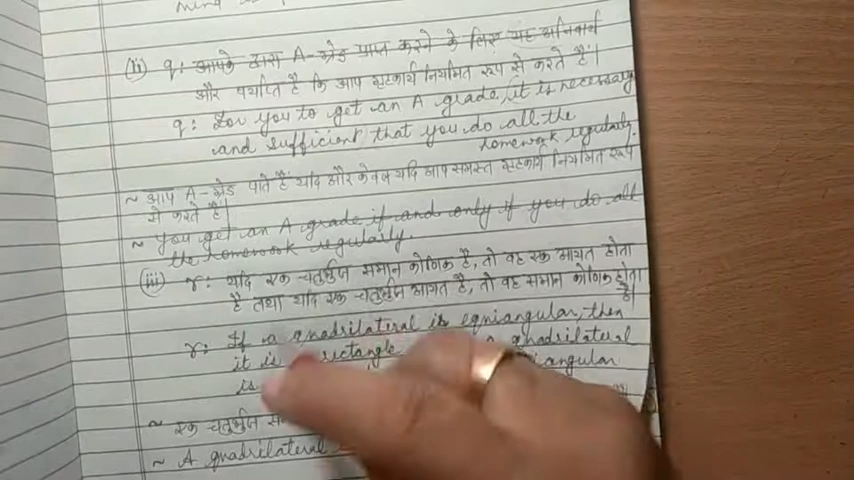 mind
(ii) q: आपके द्वारा A-ग्रेड प्राप्त करने के लिए यह अनिवार्य
और पर्याप्त है कि आप गृहकार्य नियमित रूप से करते हैं।
q: For you to get an A grade, it is necessary
and sufficient that you do all the
homework regularly.
~ आप A-ग्रेड पाते हैं यदि और केवल यदि आप समस्त गृहकार्य नियमित रूप
से करते हैं।
~ You get an A grade if and only if you do all
the homework regularly.
(iii) r: यदि एक चतुर्भुज समान कोणिक है, तो वह एक आयत होता
है तथा यदि एक चतुर्भुज आयत है, तो वह समान कोणिक होता
है।
r: If a quadrilateral is equiangular, then
it is rectangle a quadrilateral
is
~ एक चतुर्भुज
~ A quadrilateral